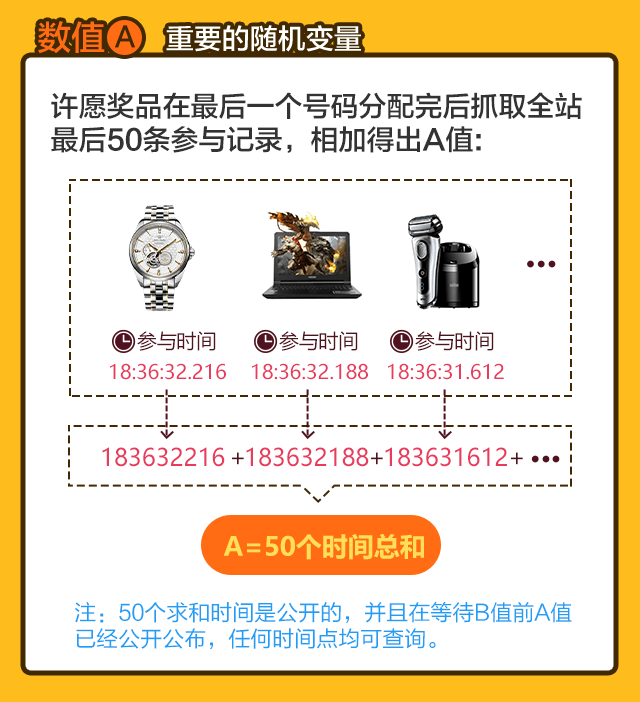 数值A 重要的随机变量
许愿奖品在最后一个号码分配完后抓取全站
最后50条参与记录，相加得出A值:
参与时间 参与时间 参与时间
18:36:32.216 18:36:32.188 18:36:31.612
183632216 +183632188+183631612+ •••
A=50个时间总和
注：50个求和时间是公开的，并且在等待B值前A值
已经公开公布，任何时间点均可查询。